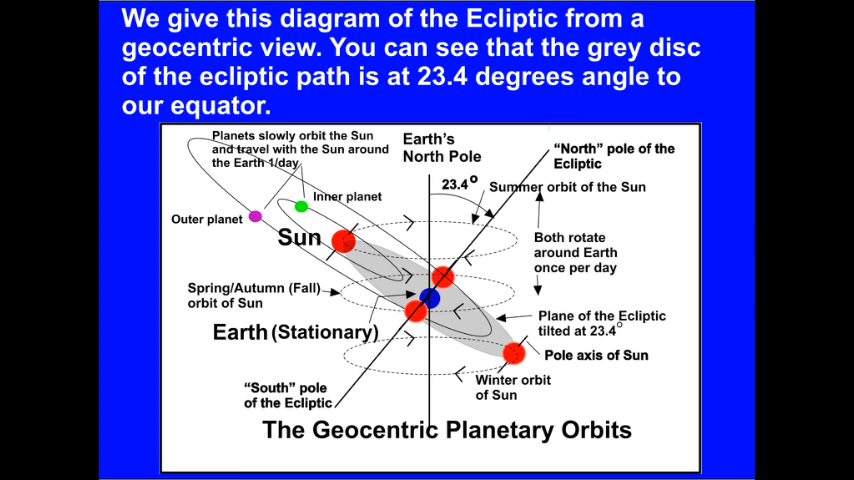 We give this diagram of the Ecliptic from a
geocentric view. You can see that the grey disc
of the ecliptic path is at 23.4 degrees angle to
our equator.
Planets slowly orbit the Sun
and travel with the Sun around
the Earth 1/day
Earth's
North Pole
"North" pole of the
Ecliptic
23.4°
Summer orbit of the Sun
Inner planet
Outer planet
Sun
Both rotate
around Earth
once per day
Spring/Autumn (Fall)
orbit of Sun
Earth (Stationary)
Plane of the Ecliptic
tilted at 23.4°
Pole axis of Sun
"South" pole
of the Ecliptic
Winter orbit
of Sun
The Geocentric Planetary Orbits